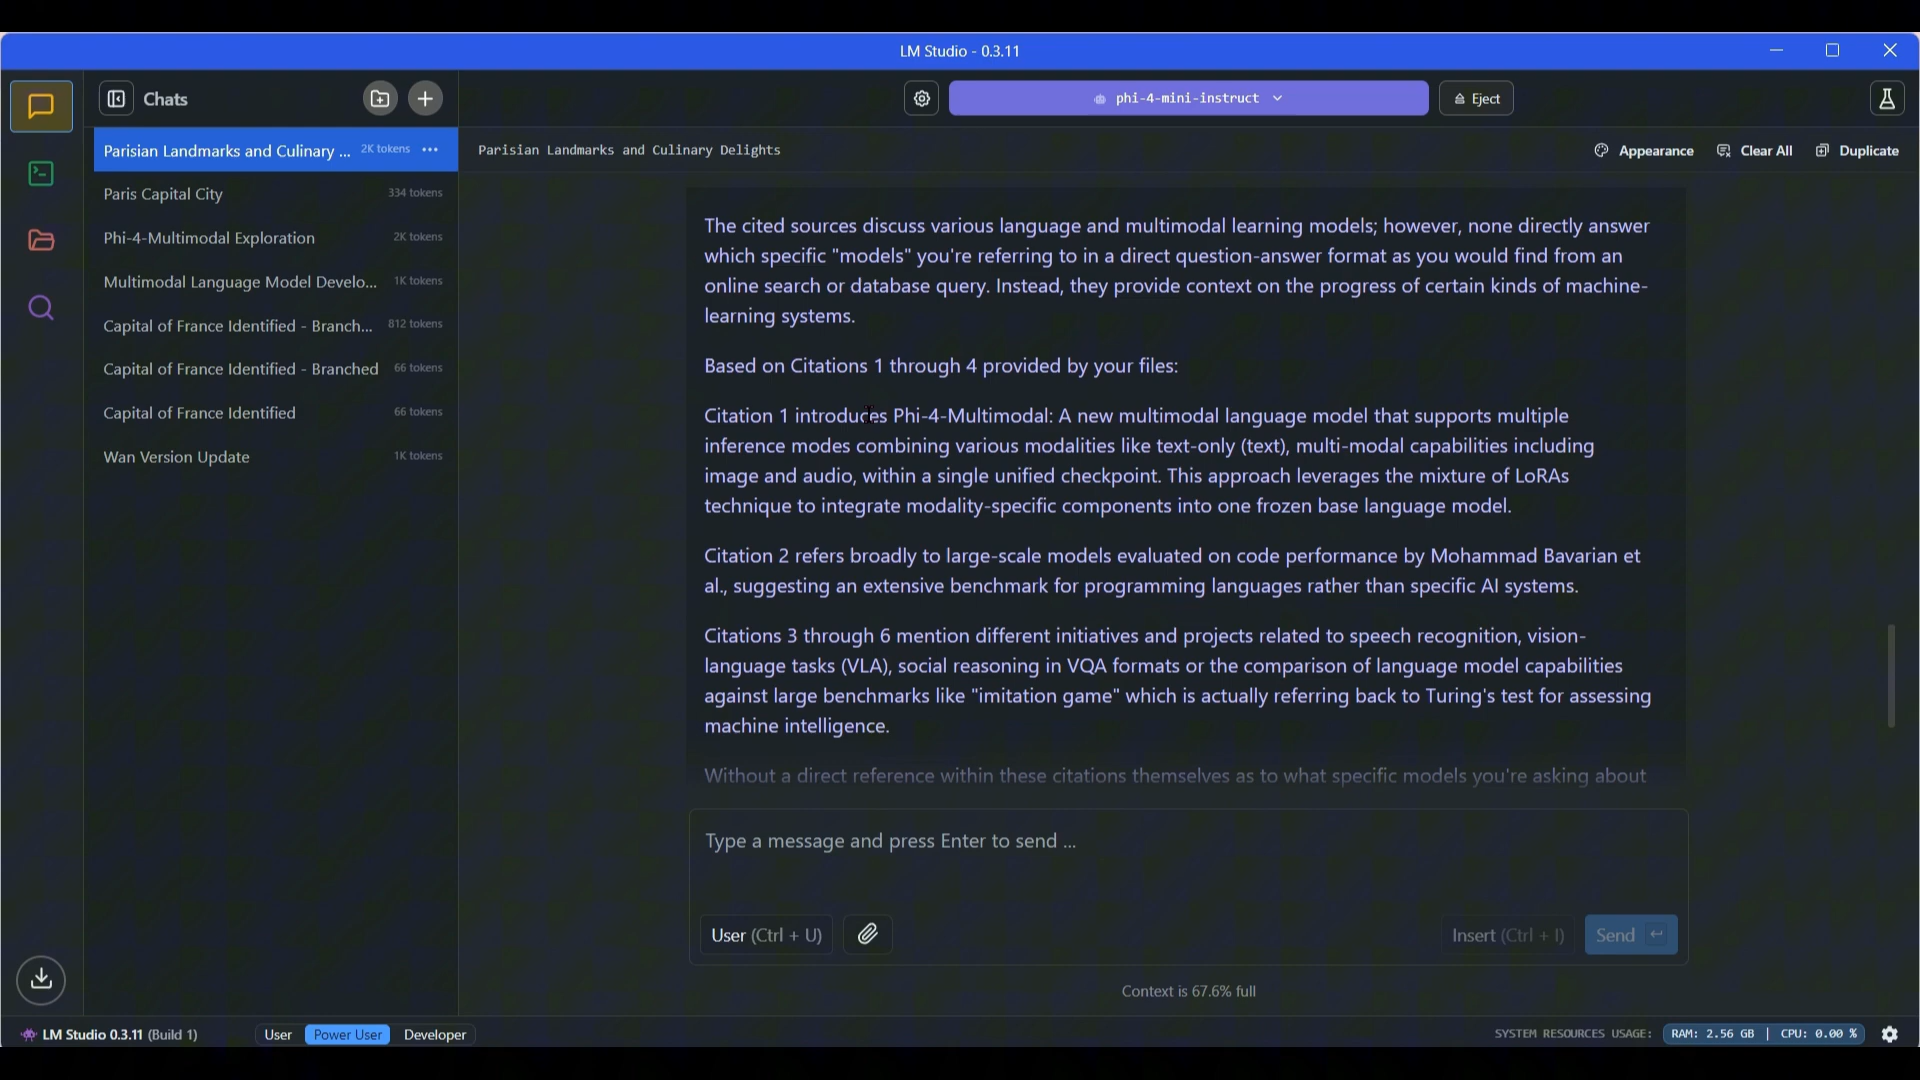 LM Studio - 0.3.11
Chats
phi-4-mini-instruct
Eject
Parisian Landmarks and Culinary ... 2K tokens
Parisian Landmarks and Culinary Delights
Appearance
Clear All
Duplicate
Paris Capital City 334 tokens
Phi-4-Multimodal Exploration 2K tokens
Multimodal Language Model Develo... 1K tokens
Capital of France Identified - Branch... 812 tokens
Capital of France Identified - Branched 66 tokens
Capital of France Identified 66 tokens
Wan Version Update 1K tokens
The cited sources discuss various language and multimodal learning models; however, none directly answer
which specific "models" you're referring to in a direct question-answer format as you would find from an
online search or database query. Instead, they provide context on the progress of certain kinds of machine-
learning systems.
Based on Citations 1 through 4 provided by your files:
Citation 1 introduces Phi-4-Multimodal: A new multimodal language model that supports multiple
inference modes combining various modalities like text-only (text), multi-modal capabilities including
image and audio, within a single unified checkpoint. This approach leverages the mixture of LoRAs
technique to integrate modality-specific components into one frozen base language model.
Citation 2 refers broadly to large-scale models evaluated on code performance by Mohammad Bavarian et
al., suggesting an extensive benchmark for programming languages rather than specific AI systems.
Citations 3 through 6 mention different initiatives and projects related to speech recognition, vision-
language tasks (VLA), social reasoning in VQA formats or the comparison of language model capabilities
against large benchmarks like "imitation game" which is actually referring back to Turing's test for assessing
machine intelligence.
Without a direct reference within these citations themselves as to what specific models you're asking about
Type a message and press Enter to send ...
User (Ctrl + U)
Insert (Ctrl + I)
Send
Context is 67.6% full
LM Studio 0.3.11 (Build 1)
User
Power User
Developer
SYSTEM RESOURCES USAGE:
RAM: 2.56 GB | CPU: 0.00 %